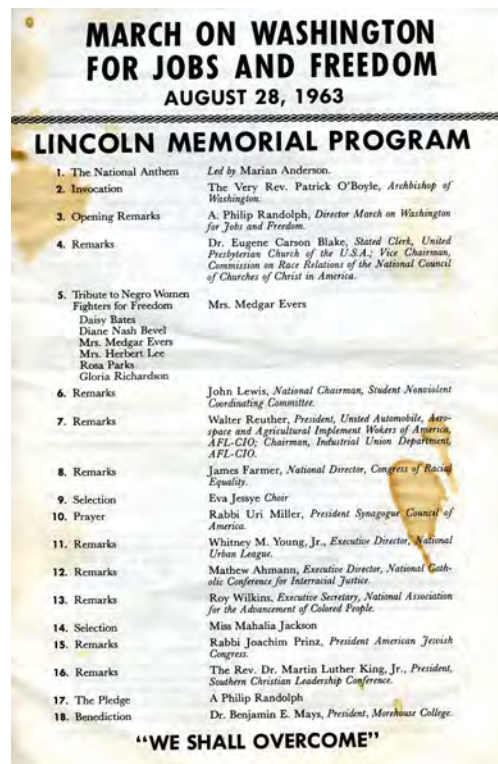 MARCH ON WASHINGTON
FOR JOBS AND FREEDOM
AUGUST 28, 1963
LINCOLN MEMORIAL PROGRAM
1. The National Anthem Led by Marian Anderson.
2. Invocation The Very Rev. Patrick O'Boyle, Archbishop of
Washington.
3. Opening Remarks A. Philip Randolph, Director March on Washington
for Jobs and Freedom.
4. Remarks Dr. Eugene Carson Blake, Stated Clerk, United
Presbyterian Church of the U.S.A.; Vice Chairman,
Commission on Race Relations of the National Council
of Churches of Christ in America.
5. Tribute to Negro Women
Fighters for Freedom Mrs. Medgar Evers
Daisy Bates
Diane Nash Bevel
Mrs. Medgar Evers
Mrs. Herbert Lee
Rosa Parks
Gloria Richardson
6. Remarks John Lewis, National Chairman, Student Nonviolent
Coordinating Committee.
7. Remarks Walter Reuther, President, United Automobile, Aero-
space and Agricultural Implement Wokers of America,
AFL-CIO; Chairman, Industrial Union Department,
AFL-CIO.
8. Remarks James Farmer, National Director, Congress of Racial
Equality.
9. Selection Eva Jessye Choir
10. Prayer Rabbi Uri Miller, President Synagogue Council of
America.
11. Remarks Whitney M. Young, Jr., Executive Director, National
Urban League.
12. Remarks Mathew Ahmann, Executive Director, National Cath-
olic Conference for Interracial Justice.
13. Remarks Roy Wilkins, Executive Secretary, National Association
for the Advancement of Colored People.
14. Selection Miss Mahalia Jackson
15. Remarks Rabbi Joachim Prinz, President American Jewish
Congress.
16. Remarks The Rev. Dr. Martin Luther King, Jr., President,
Southern Christian Leadership Conference.
17. The Pledge A Philip Randolph
18. Benediction Dr. Benjamin E. Mays, President, Morehouse College.
"WE SHALL OVERCOME"